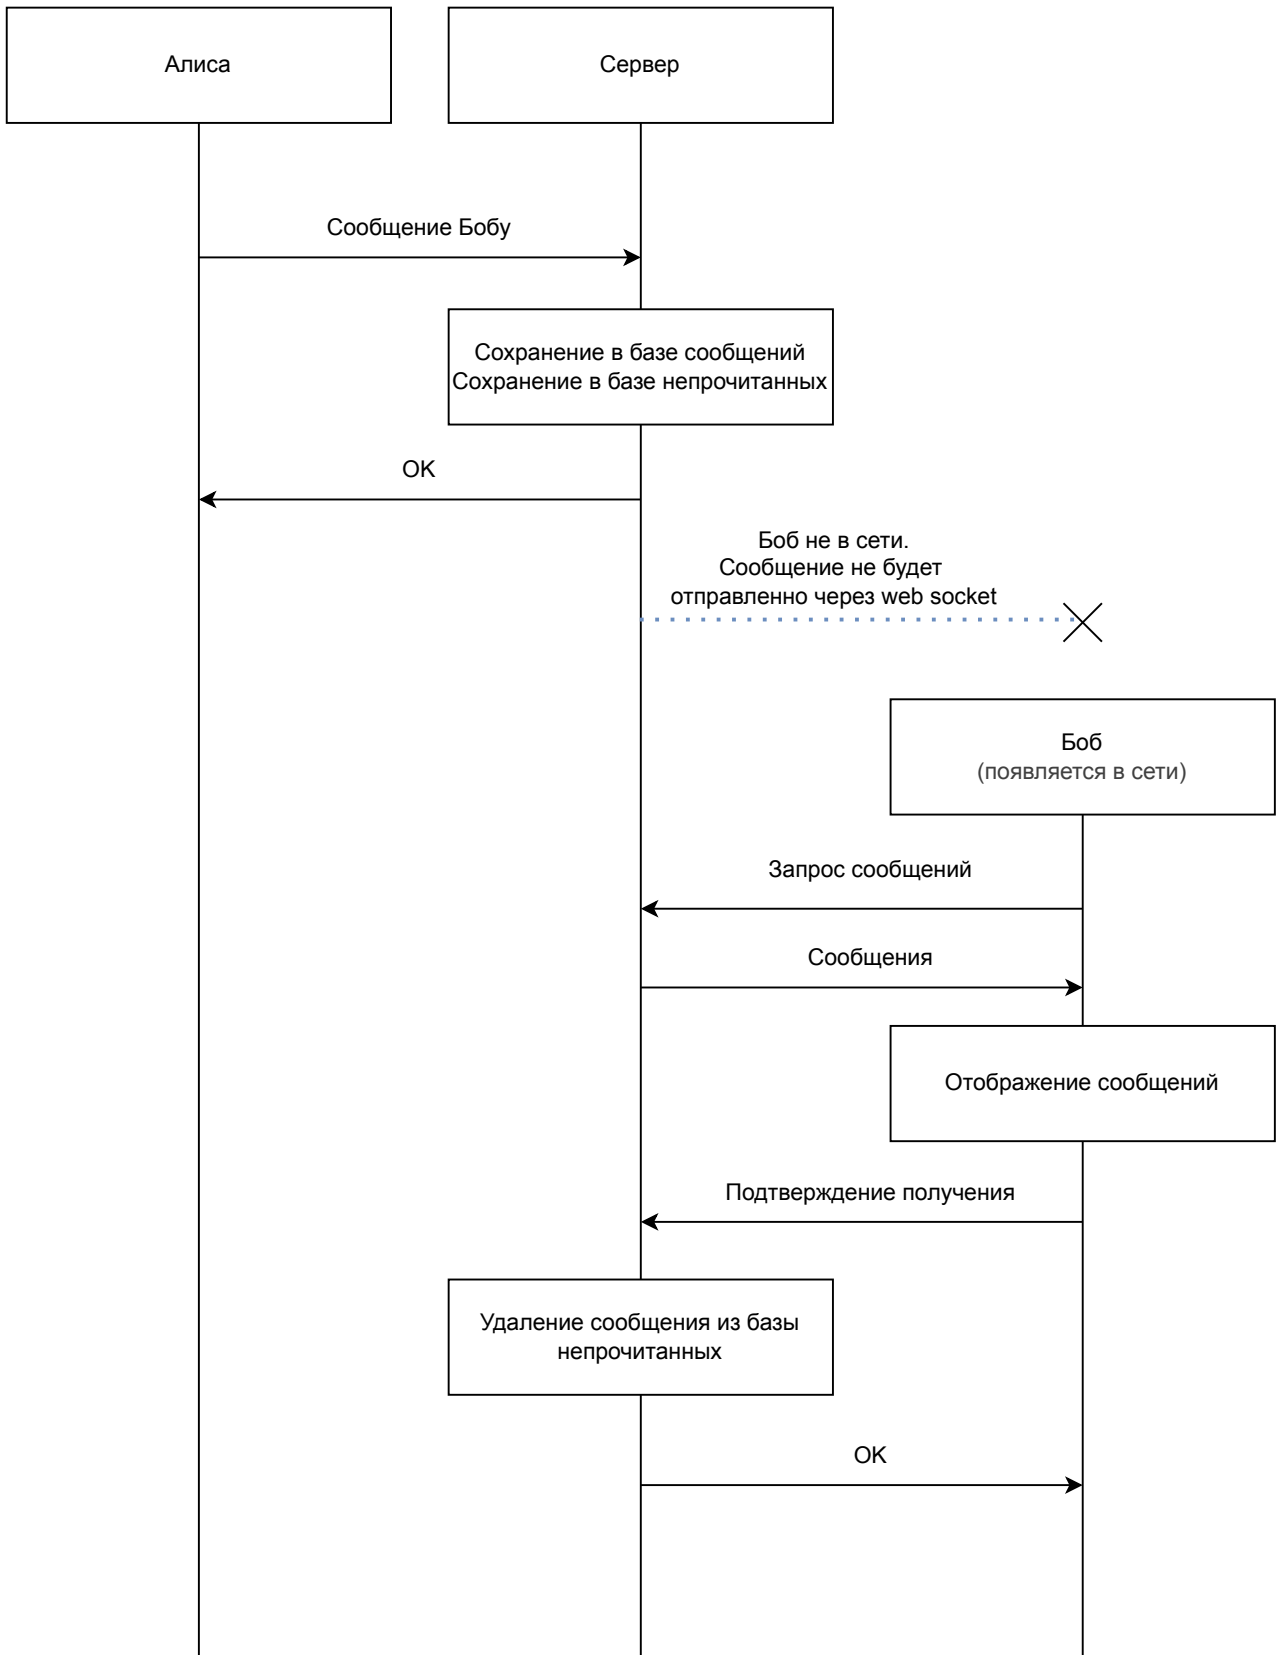 Алиса
Сервер
Сообщение Бобу
Сохранение в базе сообщений
Сохранение в базе непрочитанных
OK
Боб не в сети.
Сообщение не будет
отправленно через web socket
Боб
(появляется в сети)
Запрос сообщений
Сообщения
Отображение сообщений
Подтверждение получения
Удаление сообщения из базы
непрочитанных
OK